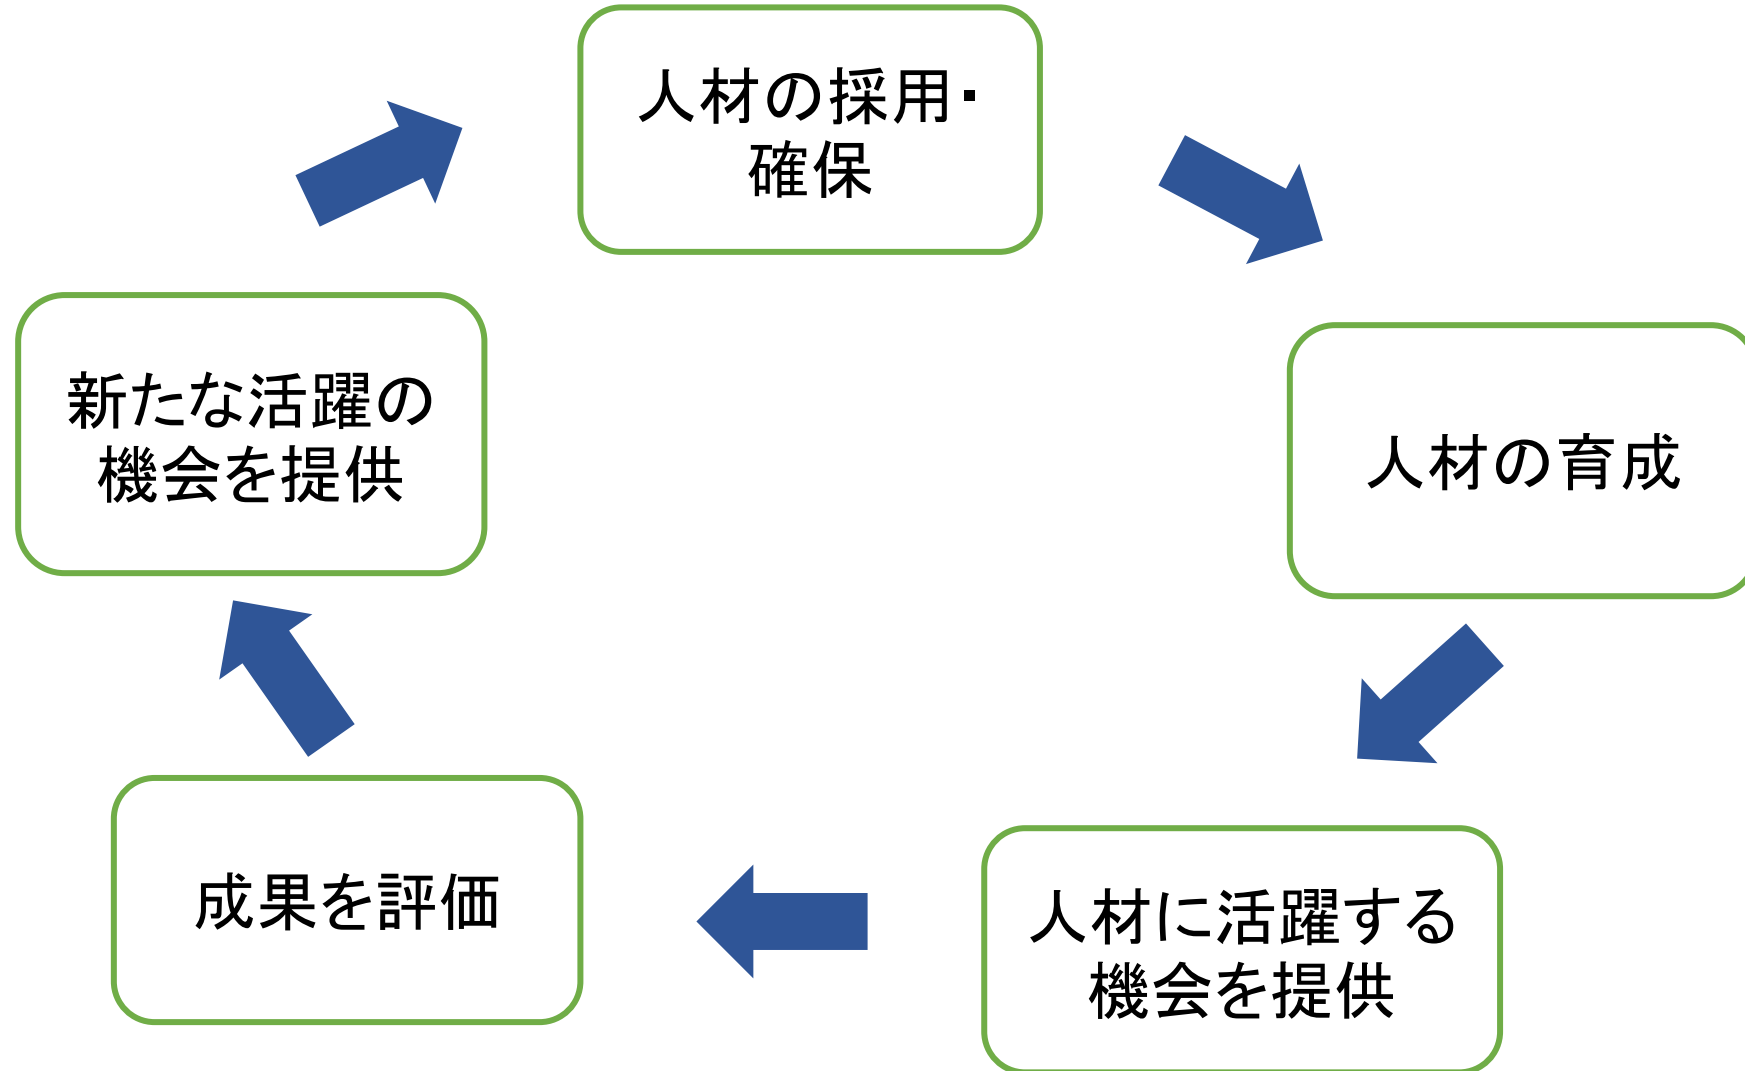 人材の採用・
確保
人材の育成
人材に活躍する
機会を提供
成果を評価
新たな活躍の
機会を提供